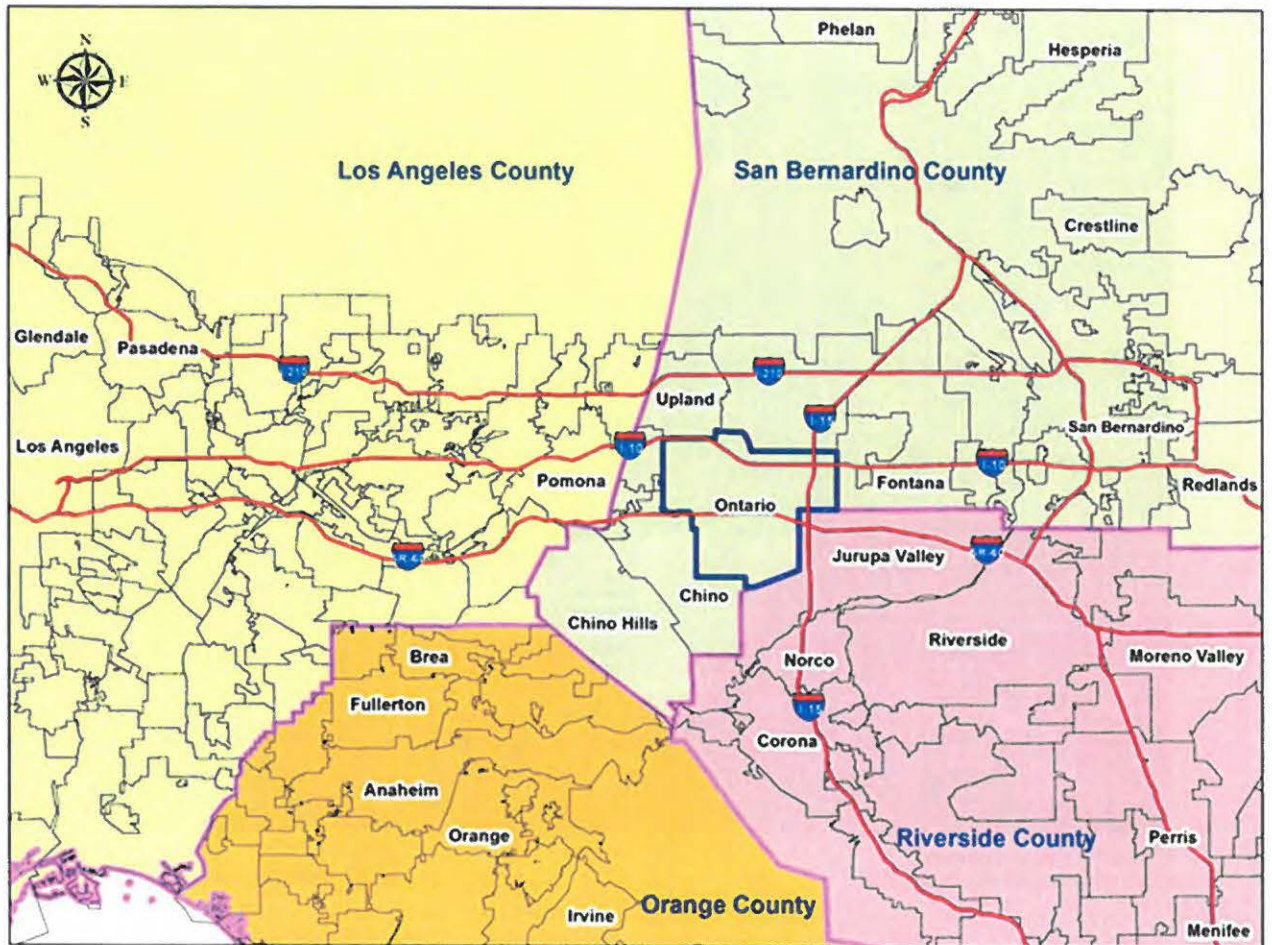 Phelan
Hesperia
N
W E
S
Los Angeles County
San Bernardino County
Crestline
Glendale
Pasadena
I-210
I-210
Upland
I-15
Los Angeles
San Bernardino
I-10
Pomona
I-10
Fontana
Redlands
Ontario
Jurupa Valley
Chino
Chino Hills
Riverside
Brea
Norco
Moreno Valley
Fullerton
I-15
Corona
Anaheim
Orange
Riverside County
Perris
Irvine
Orange County
Menifee